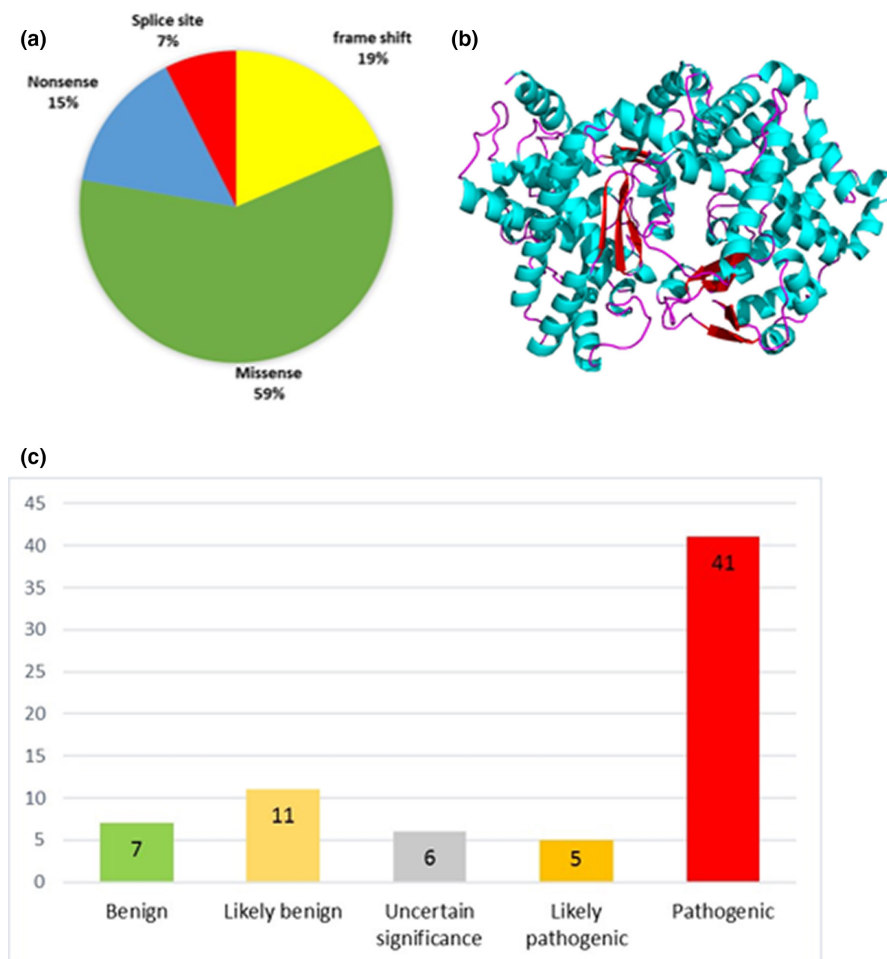 (a)
Splice site
7%
frame shift
19%
Nonsense
15%
Missense
59%
(b)
(c)
45
40
35
30
25
20
15
10
5
0
7
11
6
5
41
Benign
Likely benign
Uncertain
significance
Likely
pathogenic
Pathogenic